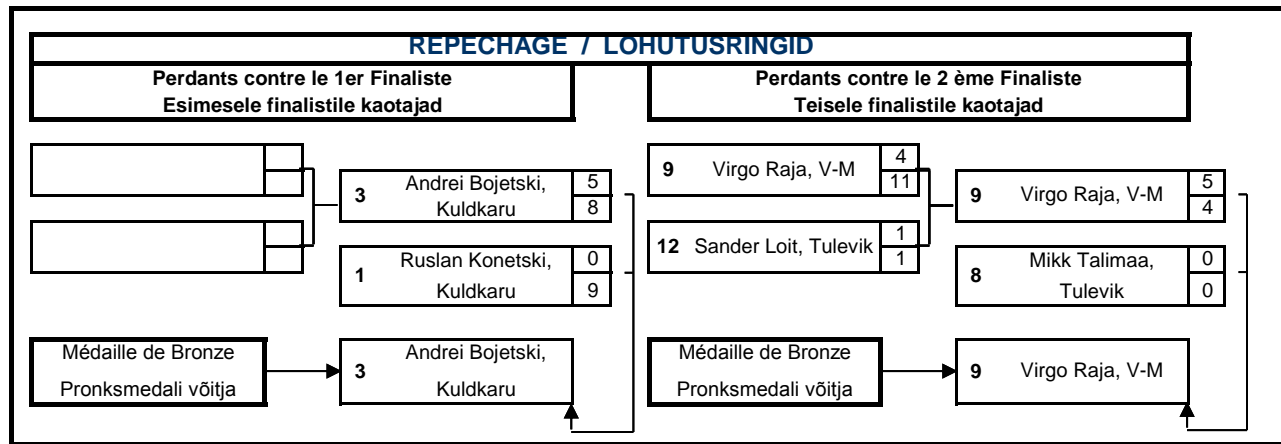 REPECHAGE / LOHUTUSRINGID
Perdants contre le 1er Finaliste
Esimesele finalistile kaotajad
Perdants contre le 2 ème Finaliste
Teisele finalistile kaotajad
3 Andrei Bojetski, 5
Kuldkaru 8
1 Ruslan Konetski, 0
Kuldkaru 9
Médaille de Bronze
Pronksmedali võitja
3 Andrei Bojetski,
Kuldkaru
9 Virgo Raja, V-M 4
11
12 Sander Loit, Tulevik 1
1
9 Virgo Raja, V-M 5
4
8 Mikk Talimaa, 0
Tulevik 0
Médaille de Bronze
Pronksmedali võitja
9 Virgo Raja, V-M